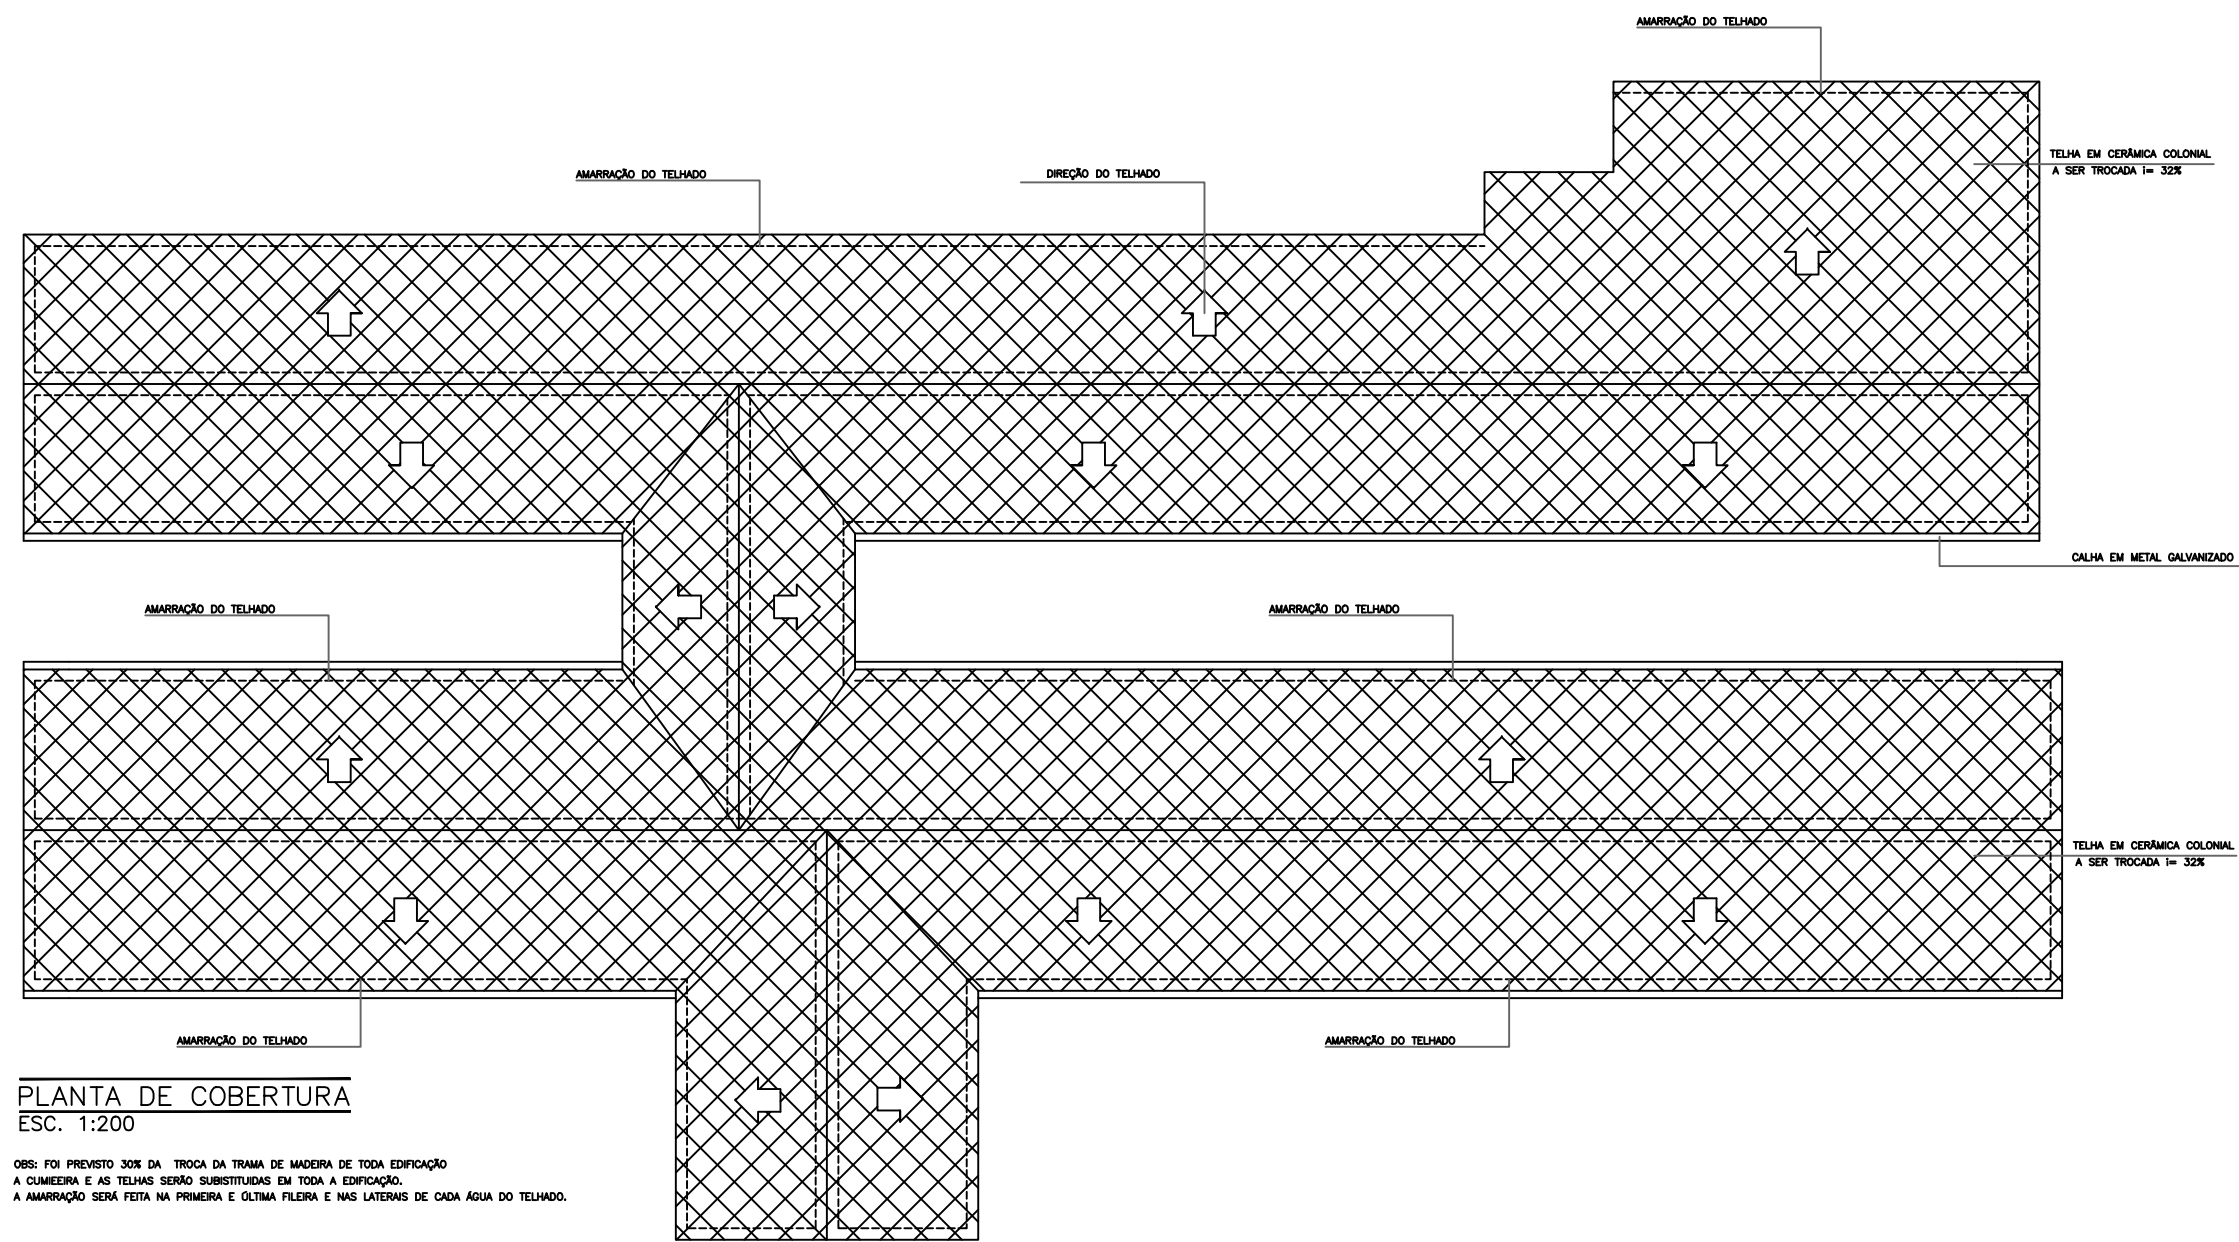 AMARRAÇÃO DO TELHADO
TELHA EM CERÂMICA COLONIAL
A SER TROCADA i= 32%
AMARRAÇÃO DO TELHADO
DIREÇÃO DO TELHADO
CALHA EM METAL GALVANIZADO
AMARRAÇÃO DO TELHADO
AMARRAÇÃO DO TELHADO
TELHA EM CERÂMICA COLONIAL
A SER TROCADA i= 32%
AMARRAÇÃO DO TELHADO
AMARRAÇÃO DO TELHADO
PLANTA DE COBERTURA
ESC. 1:200
OBS: FOI PREVISTO 30% DA TROCA DA TRAMA DE MADEIRA DE TODA EDIFICAÇÃO
A CUMIEEIRA E AS TELHAS SERÃO SUBISTITUIDAS EM TODA A EDIFICAÇÃO.
A AMARRAÇÃO SERÁ FEITA NA PRIMEIRA E ÚLTIMA FILEIRA E NAS LATERAIS DE CADA ÁGUA DO TELHADO.